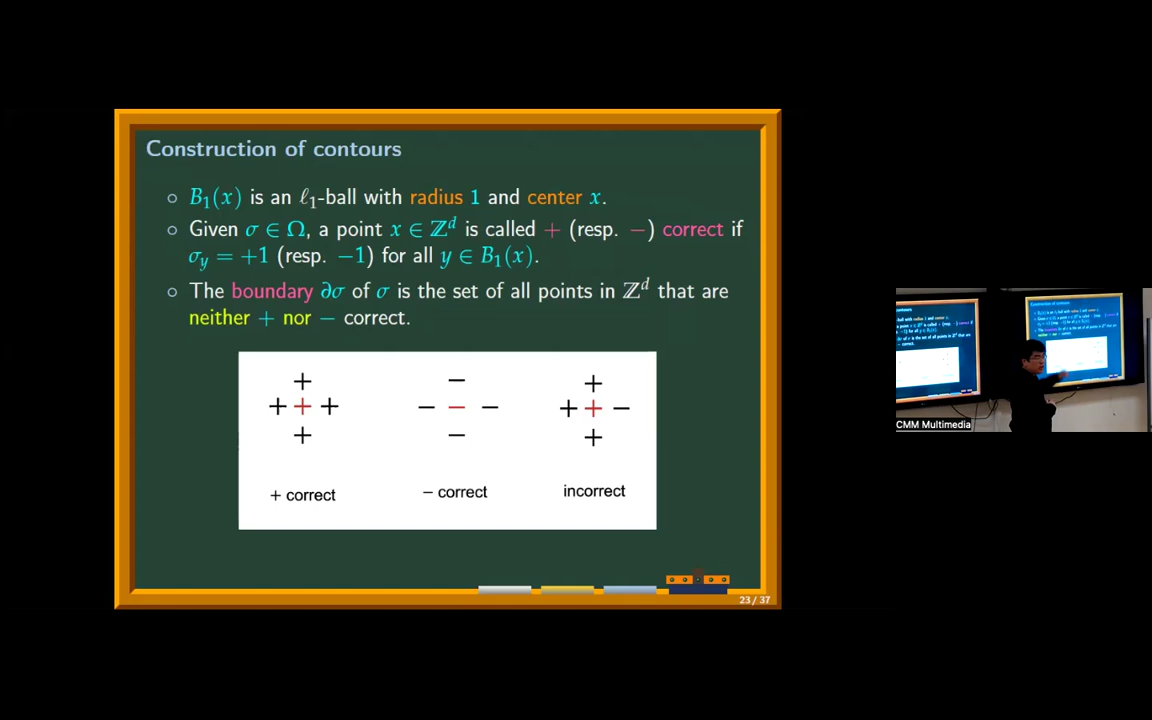 Construction of contours
B₁(x) is an ℓ₁-ball with radius 1 and center x.
Given σ ∈ Ω, a point x ∈ ℤᵈ is called + (resp. −) correct if
σ_y = +1 (resp. −1) for all y ∈ B₁(x).
The boundary ∂σ of σ is the set of all points in ℤᵈ that are
neither + nor − correct.
+ − +
+ + + − − − + + −
+ − +
+ correct − correct incorrect
23 / 37
CMM Multimedia